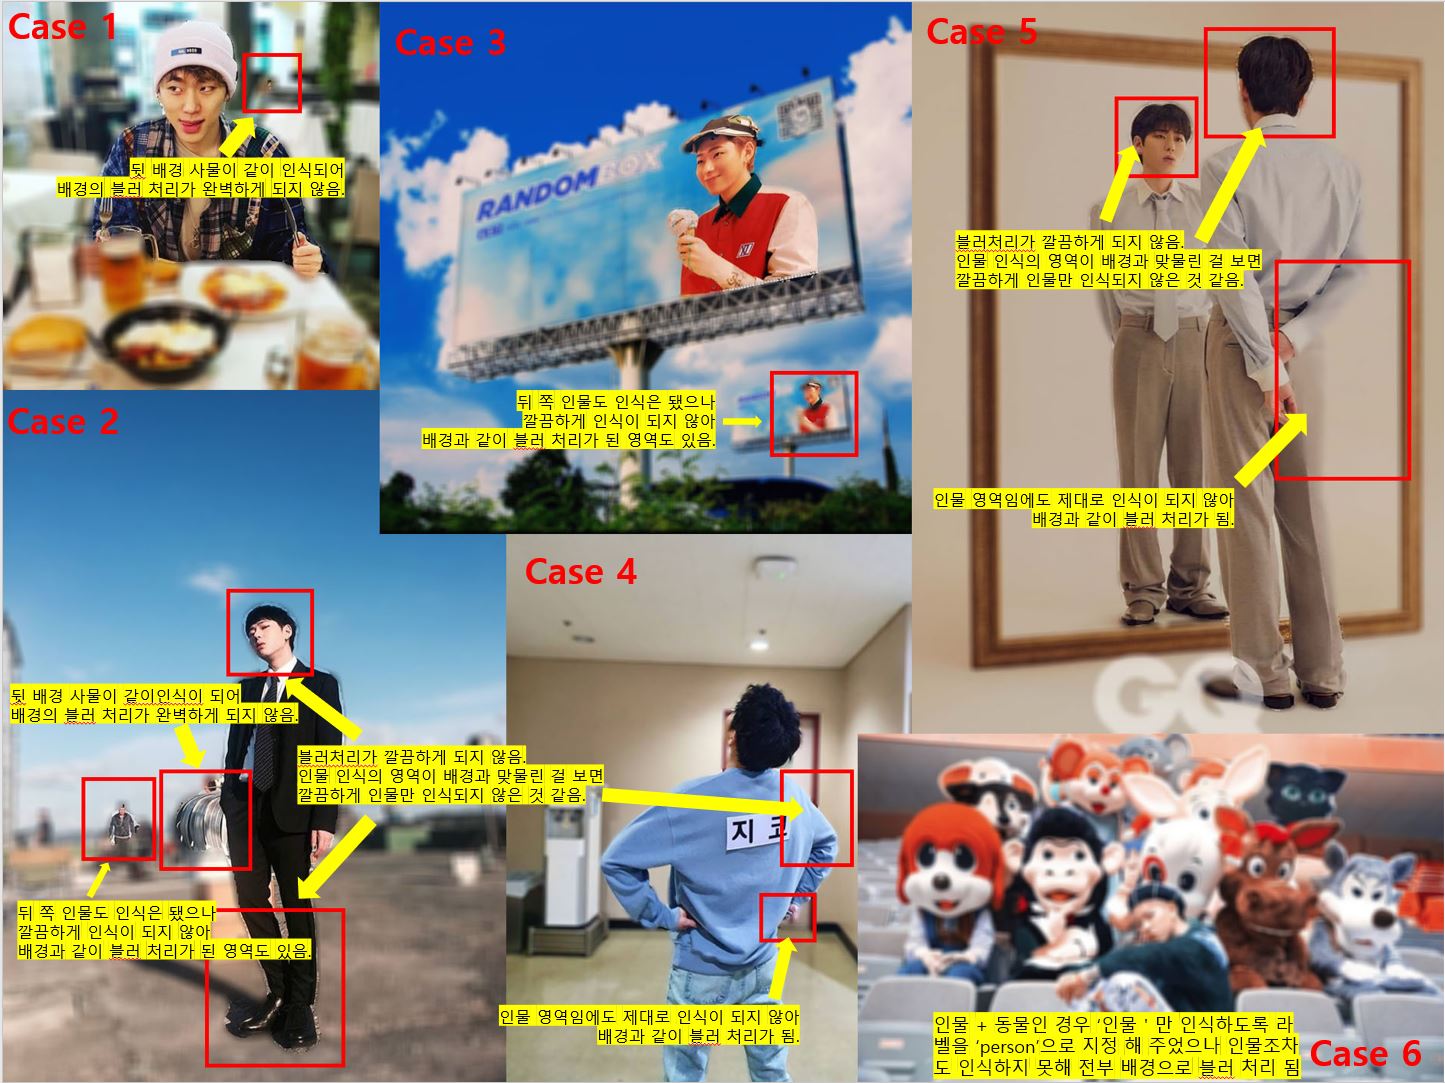 Case 1
뒷 배경 사물이 같이 인식되어
배경의 블러 처리가 완벽하게 되지 않음.
Case 3
RANDOM BOX
뒤 쪽 인물도 인식은 됐으나
깔끔하게 인식이 되지 않아
배경과 같이 블러 처리가 된 영역도 있음.
Case 5
블러처리가 깔끔하게 되지 않음.
인물 인식의 영역이 배경과 맞물린 걸 보면
깔끔하게 인물만 인식되지 않은 것 같음.
인물 영역임에도 제대로 인식이 되지 않아
배경과 같이 블러 처리가 됨.
GQ
Case 2
뒷 배경 사물이 같이인식이 되어
배경의 블러 처리가 완벽하게 되지 않음.
블러처리가 깔끔하게 되지 않음.
인물 인식의 영역이 배경과 맞물린 걸 보면
깔끔하게 인물만 인식되지 않은 것 같음.
뒤 쪽 인물도 인식은 됐으나
깔끔하게 인식이 되지 않아
배경과 같이 블러 처리가 된 영역도 있음.
Case 4
지코
인물 영역임에도 제대로 인식이 되지 않아
배경과 같이 블러 처리가 됨.
인물 + 동물인 경우 ‘인물 ' 만 인식하도록 라
벨을 ‘person’으로 지정 해 주었으나 인물조차
도 인식하지 못해 전부 배경으로 블러 처리 됨
Case 6